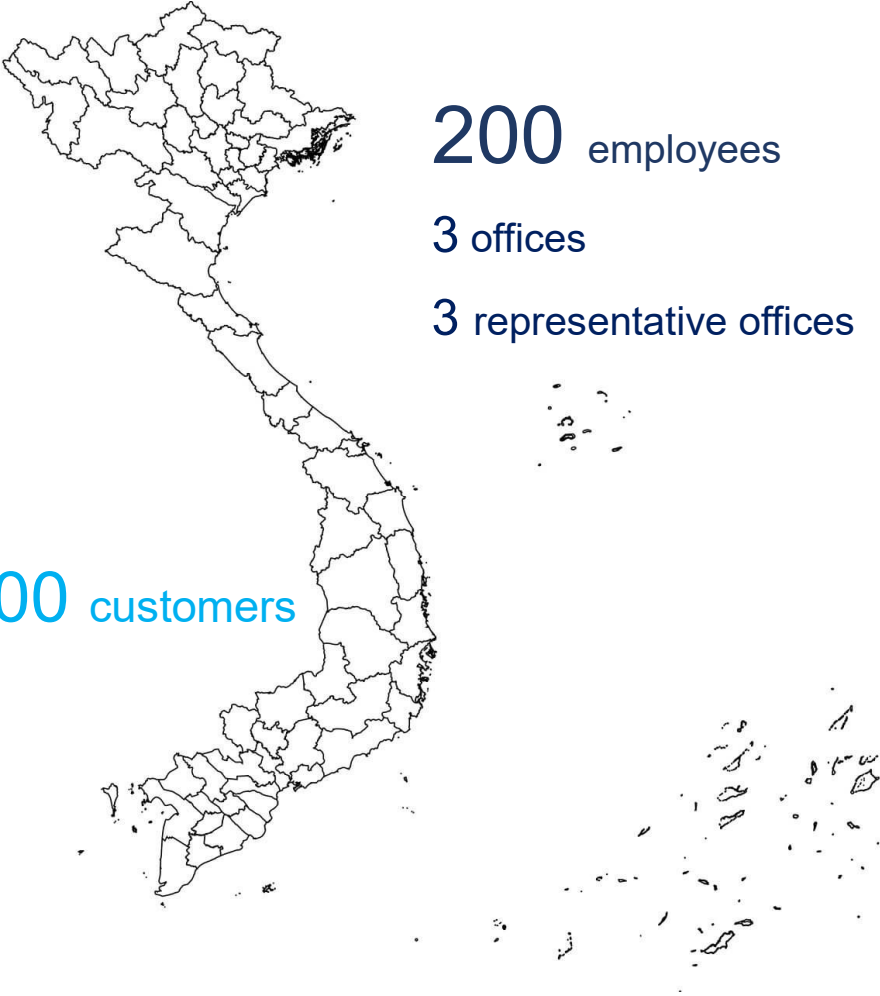 200 employees
3 offices
3 representative offices
00 customers